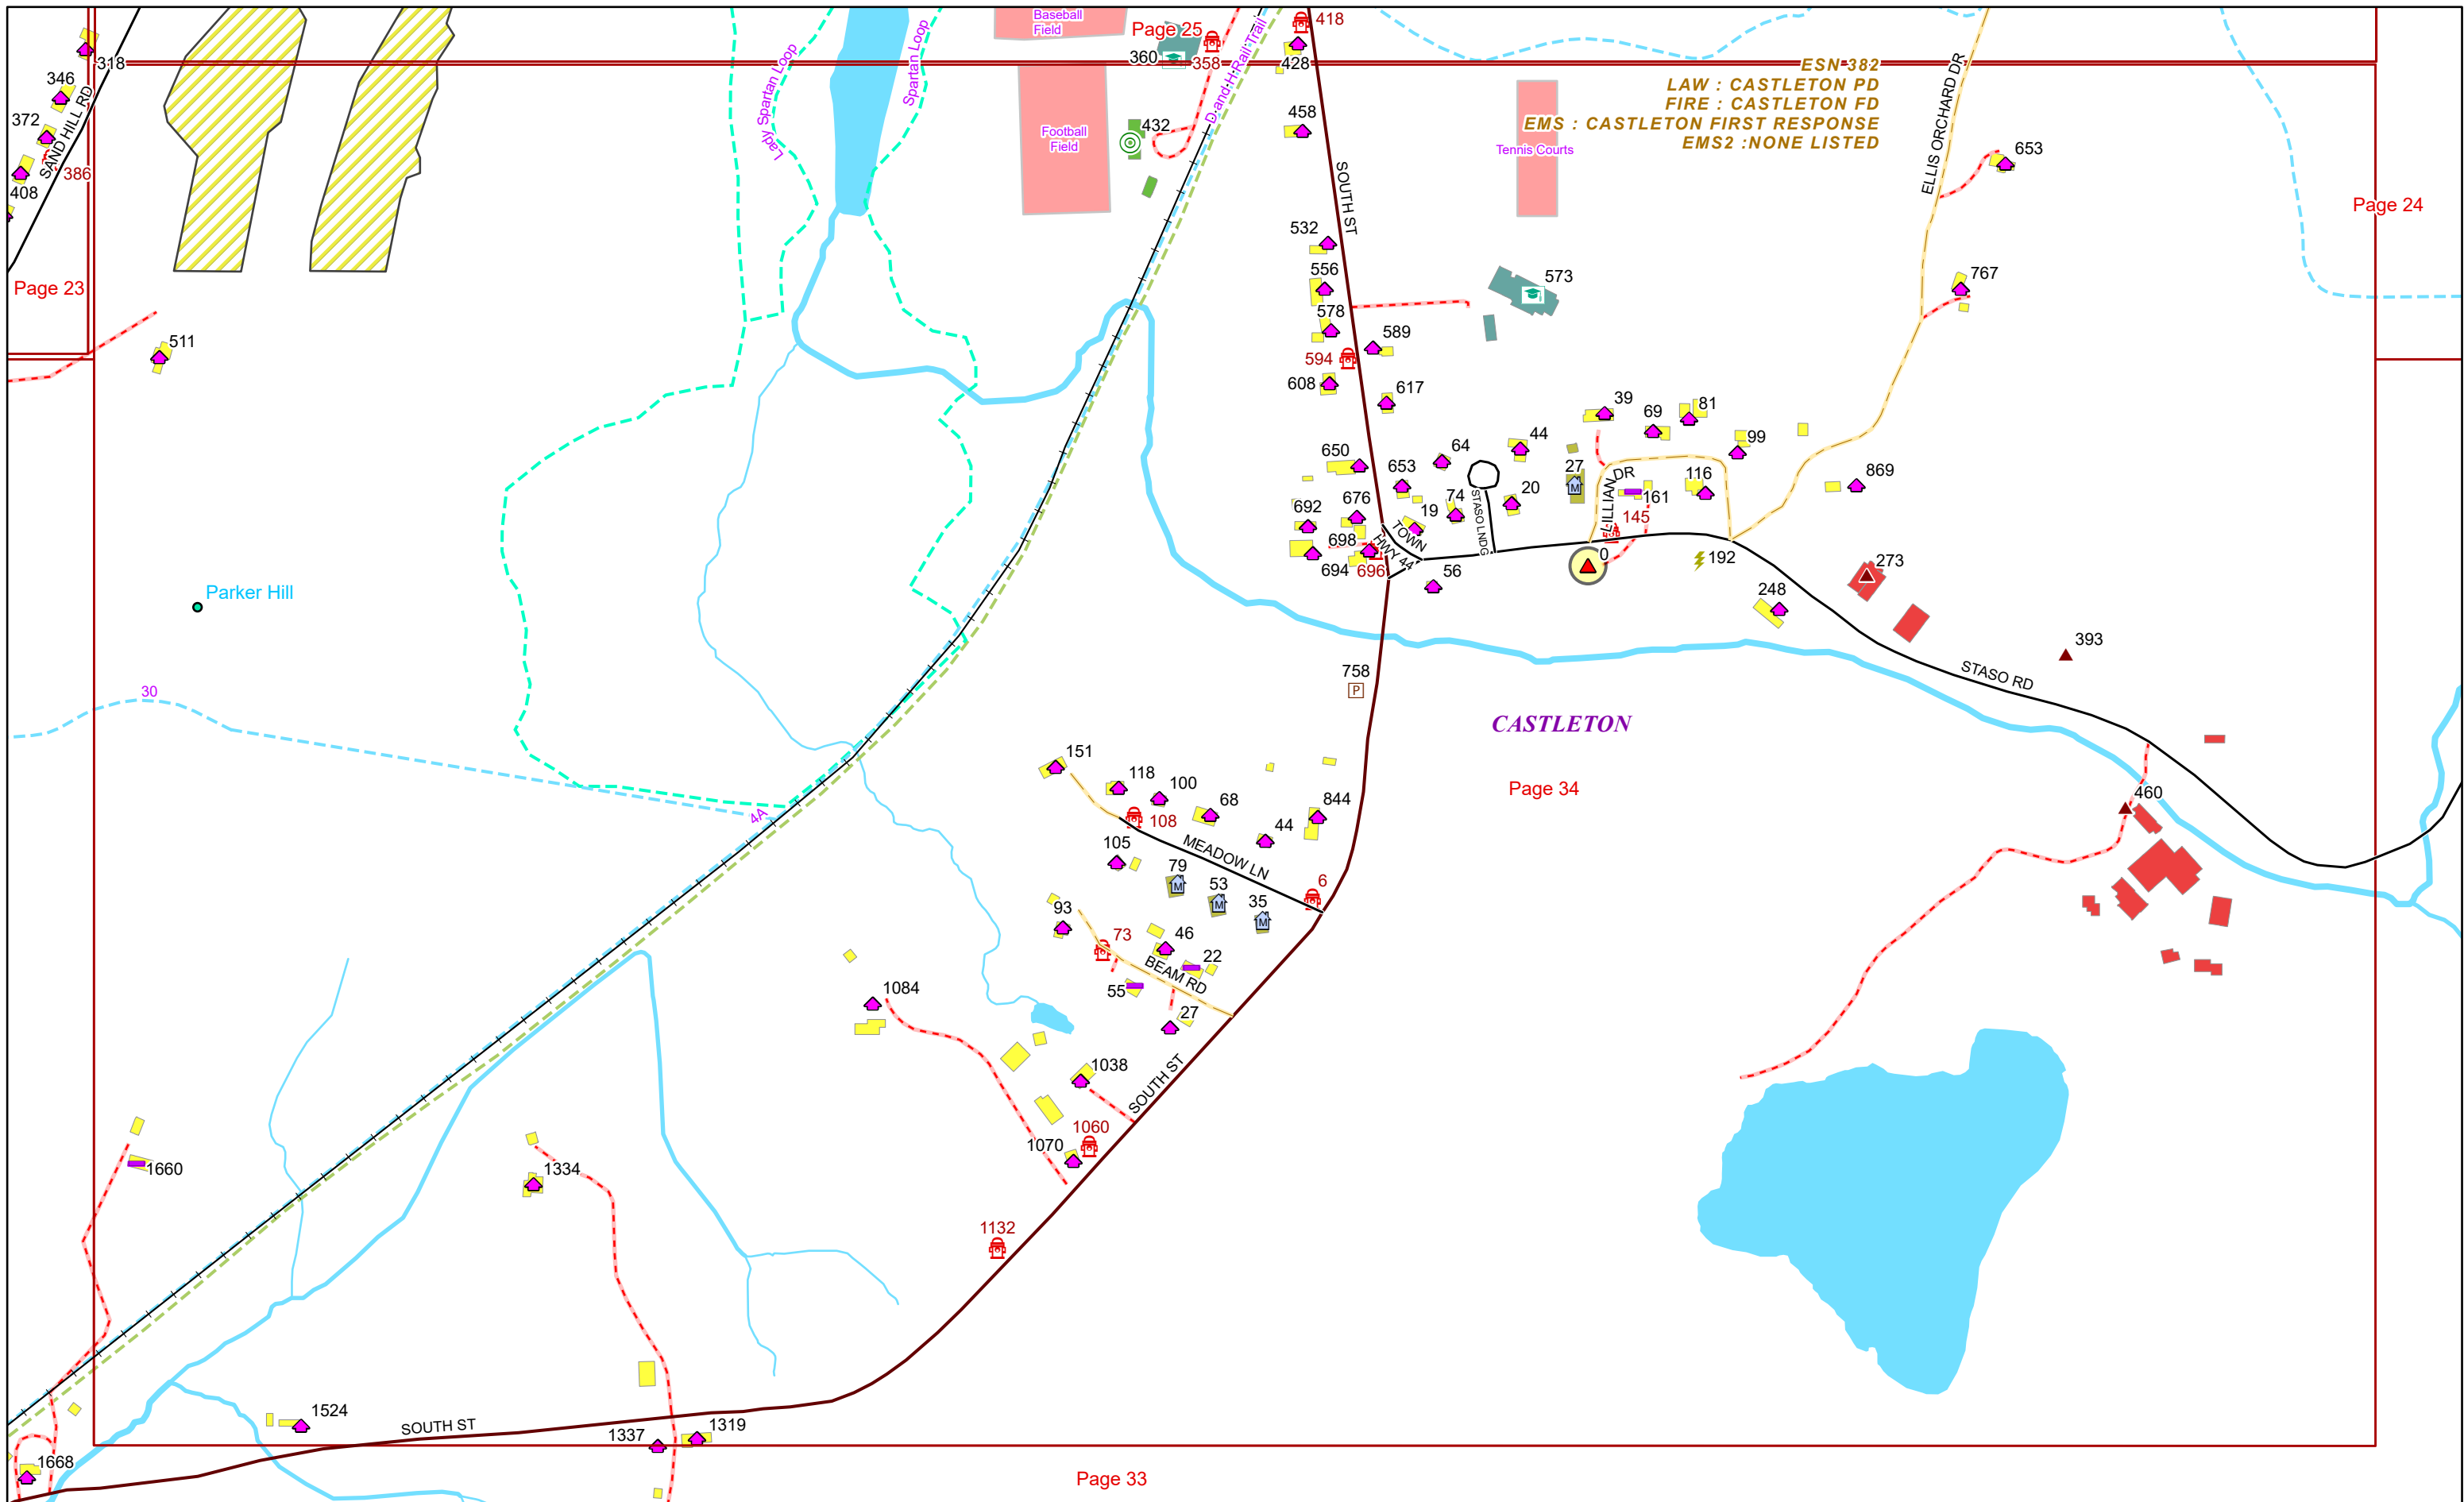 Baseball
Field
Page 25
418
360
358
428
318
346
SAND HILL RD
372
386
408
Lady Spartan Loop
Spartan Loop
D and H Rail Trail
Football
Field
432
458
SOUTH ST
ESN 382
LAW : CASTLETON PD
FIRE : CASTLETON FD
EMS : CASTLETON FIRST RESPONSE
EMS2 :NONE LISTED
Tennis Courts
ELLIS ORCHARD DR
653
Page 24
Page 23
532
556
573
767
578
589
594
511
608
617
39
69
81
99
44
64
650
653
27
DR
LILLIAN
116
161
869
676
692
19
74
20
STASO LNDG
145
TOWN
HWY 44
698
694
696
56
0
192
273
248
393
STASO RD
Parker Hill
30
758
P
CASTLETON
Page 34
4A
151
118
100
68
844
108
44
105
MEADOW LN
79
M
53
M
35
M
M
6
460
93
73
46
22
BEAM RD
55
27
1084
1038
SOUTH ST
1060
1070
1660
1334
1132
1524
SOUTH ST
1337
1319
1668
Page 33